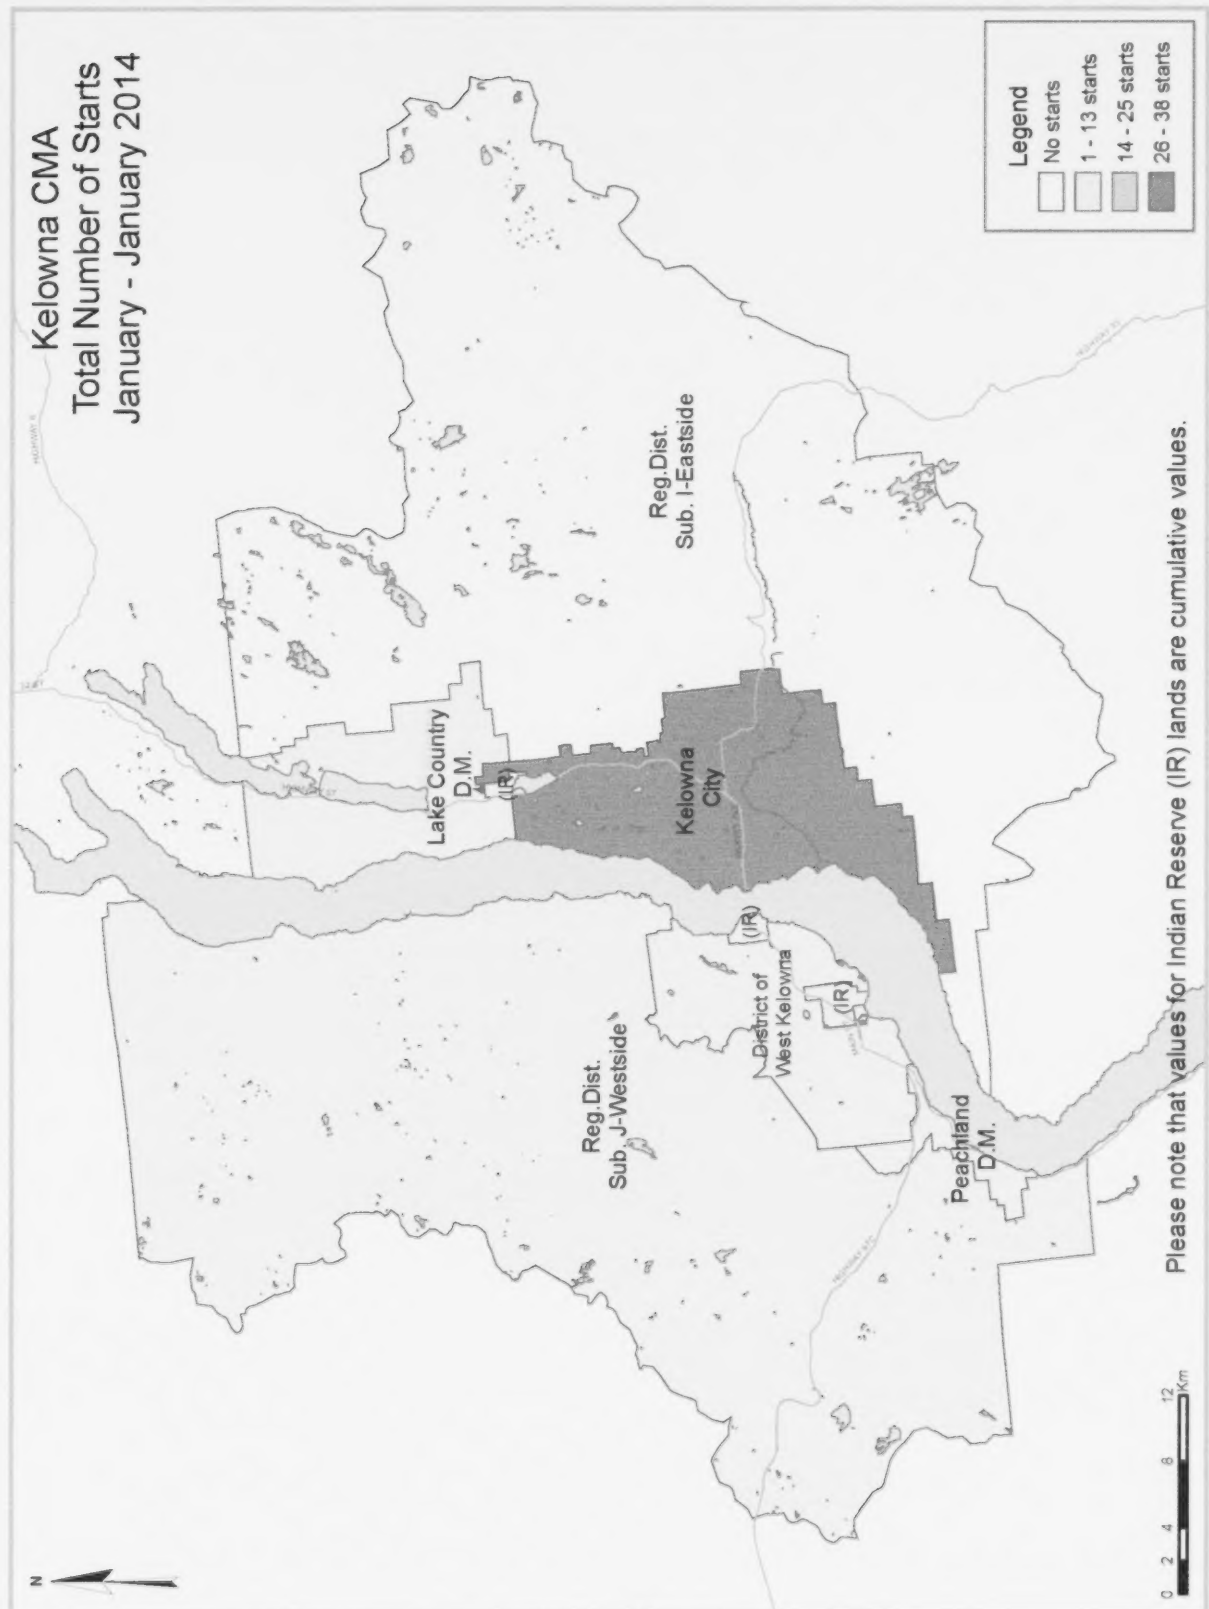 Kelowna CMA
Total Number of Starts
January - January 2014
N
Lake Country
D.M.
(IR)
Kelowna
City
Reg.Dist.
Sub. I-Eastside
Reg.Dist.
Sub. J-Westside
(IR)
District of
West Kelowna
(IR)
Peachland
D.M.
Legend
No starts
1 - 13 starts
14 - 25 starts
26 - 38 starts
0 2 4 8 12
Km
Please note that values for Indian Reserve (IR) lands are cumulative values.